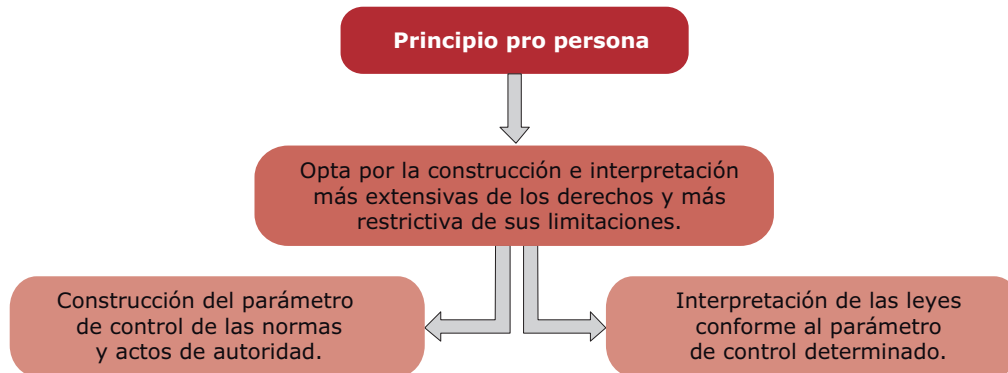 Principio pro persona
Opta por la construcción e interpretación
más extensivas de los derechos y más
restrictiva de sus limitaciones.
Construcción del parámetro
de control de las normas
y actos de autoridad.
Interpretación de las leyes
conforme al parámetro
de control determinado.